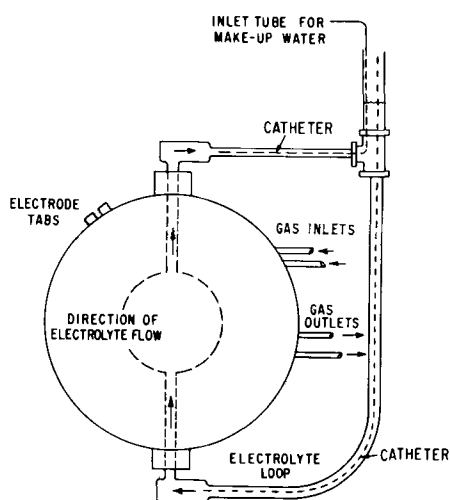 INLET TUBE FOR
MAKE-UP WATER
CATHETER
ELECTRODE
TABS
GAS INLETS
DIRECTION OF
ELECTROLYTE FLOW
GAS
OUTLETS
ELECTROLYTE
LOOP
CATHETER